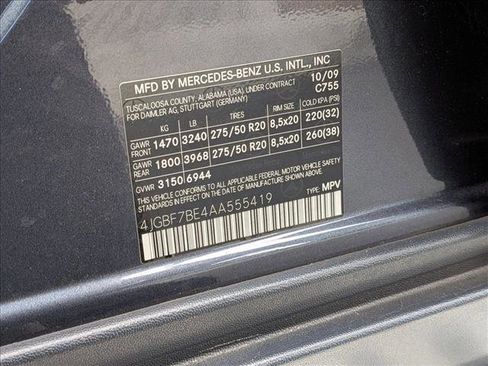 MFD BY MERCEDES-BENZ U.S. INTL., INC
TUSCALOOSA COUNTY, ALABAMA (USA) UNDER CONTRACT 10/09
FOR DAIMLER AG, STUTTGART (GERMANY) C755
KG LB TIRES RIM SIZE COLD KPA (PSI)
GAWR FRONT 1470 3240 275/50 R20 8,5x20 220(32)
GAWR REAR 1800 3968 275/50 R20 8,5x20 260(38)
GVWR 3150 6944
THIS VEHICLE CONFORMS TO ALL APPLICABLE
U.S. FEDERAL MOTOR VEHICLE SAFETY
STANDARDS IN EFFECT ON THE DATE OF
MANUFACTURE SHOWN ABOVE. TYPE: MPV
4JGBF7BE4AA555419